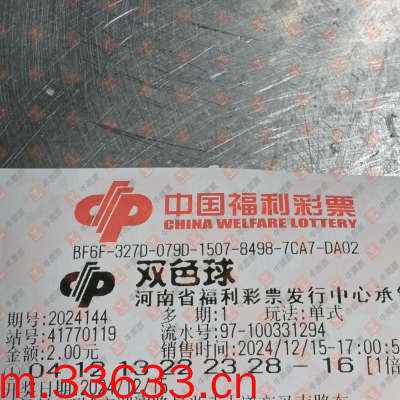 中国福利彩票
CHINA WELFARE LOTTERY
BF6F-327D-079D-1507-8498-7CA7-DA02
双色球
河南省福利彩票发行中心承
期号:2024144 多 期:1 玩法:单式
站号:41770119 流水号:97-100331294
金额:2.00元 销售时间:2024/12/15-17:00:5
23 28 - 16 [1倍
m.33633.cn